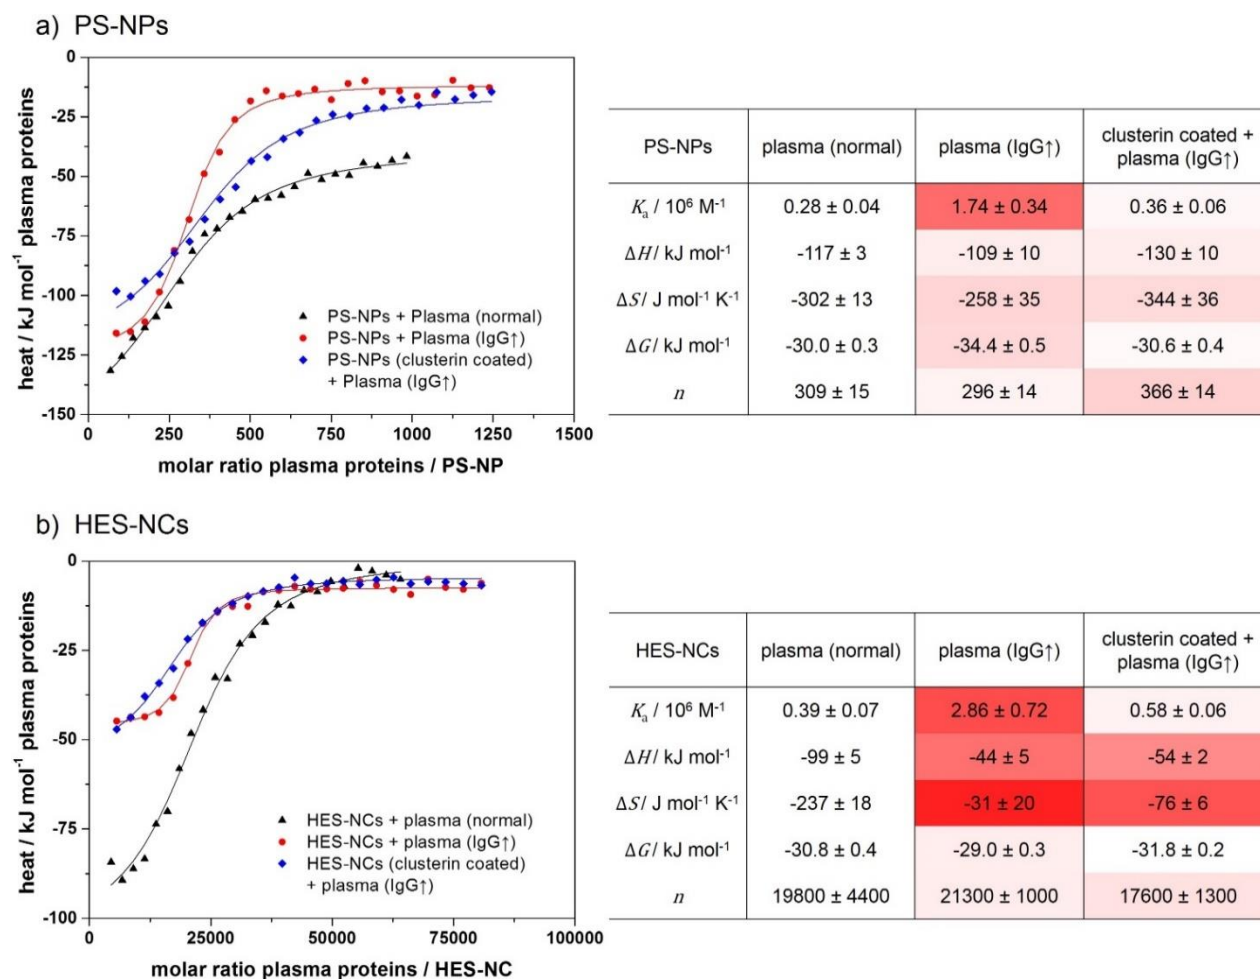 a) PS-NPs
0
-25
-50
-75
-100
-125
-150
heat / kJ mol⁻¹ plasma proteins
PS-NPs + Plasma (normal)
PS-NPs + Plasma (IgG↑)
PS-NPs (clusterin coated)
+ Plasma (IgG↑)
0 250 500 750 1000 1250 1500
molar ratio plasma proteins / PS-NP
PS-NPs plasma (normal) plasma (IgG↑) clusterin coated +
plasma (IgG↑)
Kₐ / 10⁶ M⁻¹ 0.28 ± 0.04 1.74 ± 0.34 0.36 ± 0.06
ΔH / kJ mol⁻¹ -117 ± 3 -109 ± 10 -130 ± 10
ΔS / J mol⁻¹ K⁻¹ -302 ± 13 -258 ± 35 -344 ± 36
ΔG / kJ mol⁻¹ -30.0 ± 0.3 -34.4 ± 0.5 -30.6 ± 0.4
n 309 ± 15 296 ± 14 366 ± 14
b) HES-NCs
0
-25
-50
-75
-100
heat / kJ mol⁻¹ plasma proteins
HES-NCs + plasma (normal)
HES-NCs + plasma (IgG↑)
HES-NCs (clusterin coated)
+ plasma (IgG↑)
0 25000 50000 75000 100000
molar ratio plasma proteins / HES-NC
HES-NCs plasma (normal) plasma (IgG↑) clusterin coated +
plasma (IgG↑)
Kₐ / 10⁶ M⁻¹ 0.39 ± 0.07 2.86 ± 0.72 0.58 ± 0.06
ΔH / kJ mol⁻¹ -99 ± 5 -44 ± 5 -54 ± 2
ΔS / J mol⁻¹ K⁻¹ -237 ± 18 -31 ± 20 -76 ± 6
ΔG / kJ mol⁻¹ -30.8 ± 0.4 -29.0 ± 0.3 -31.8 ± 0.2
n 19800 ± 4400 21300 ± 1000 17600 ± 1300